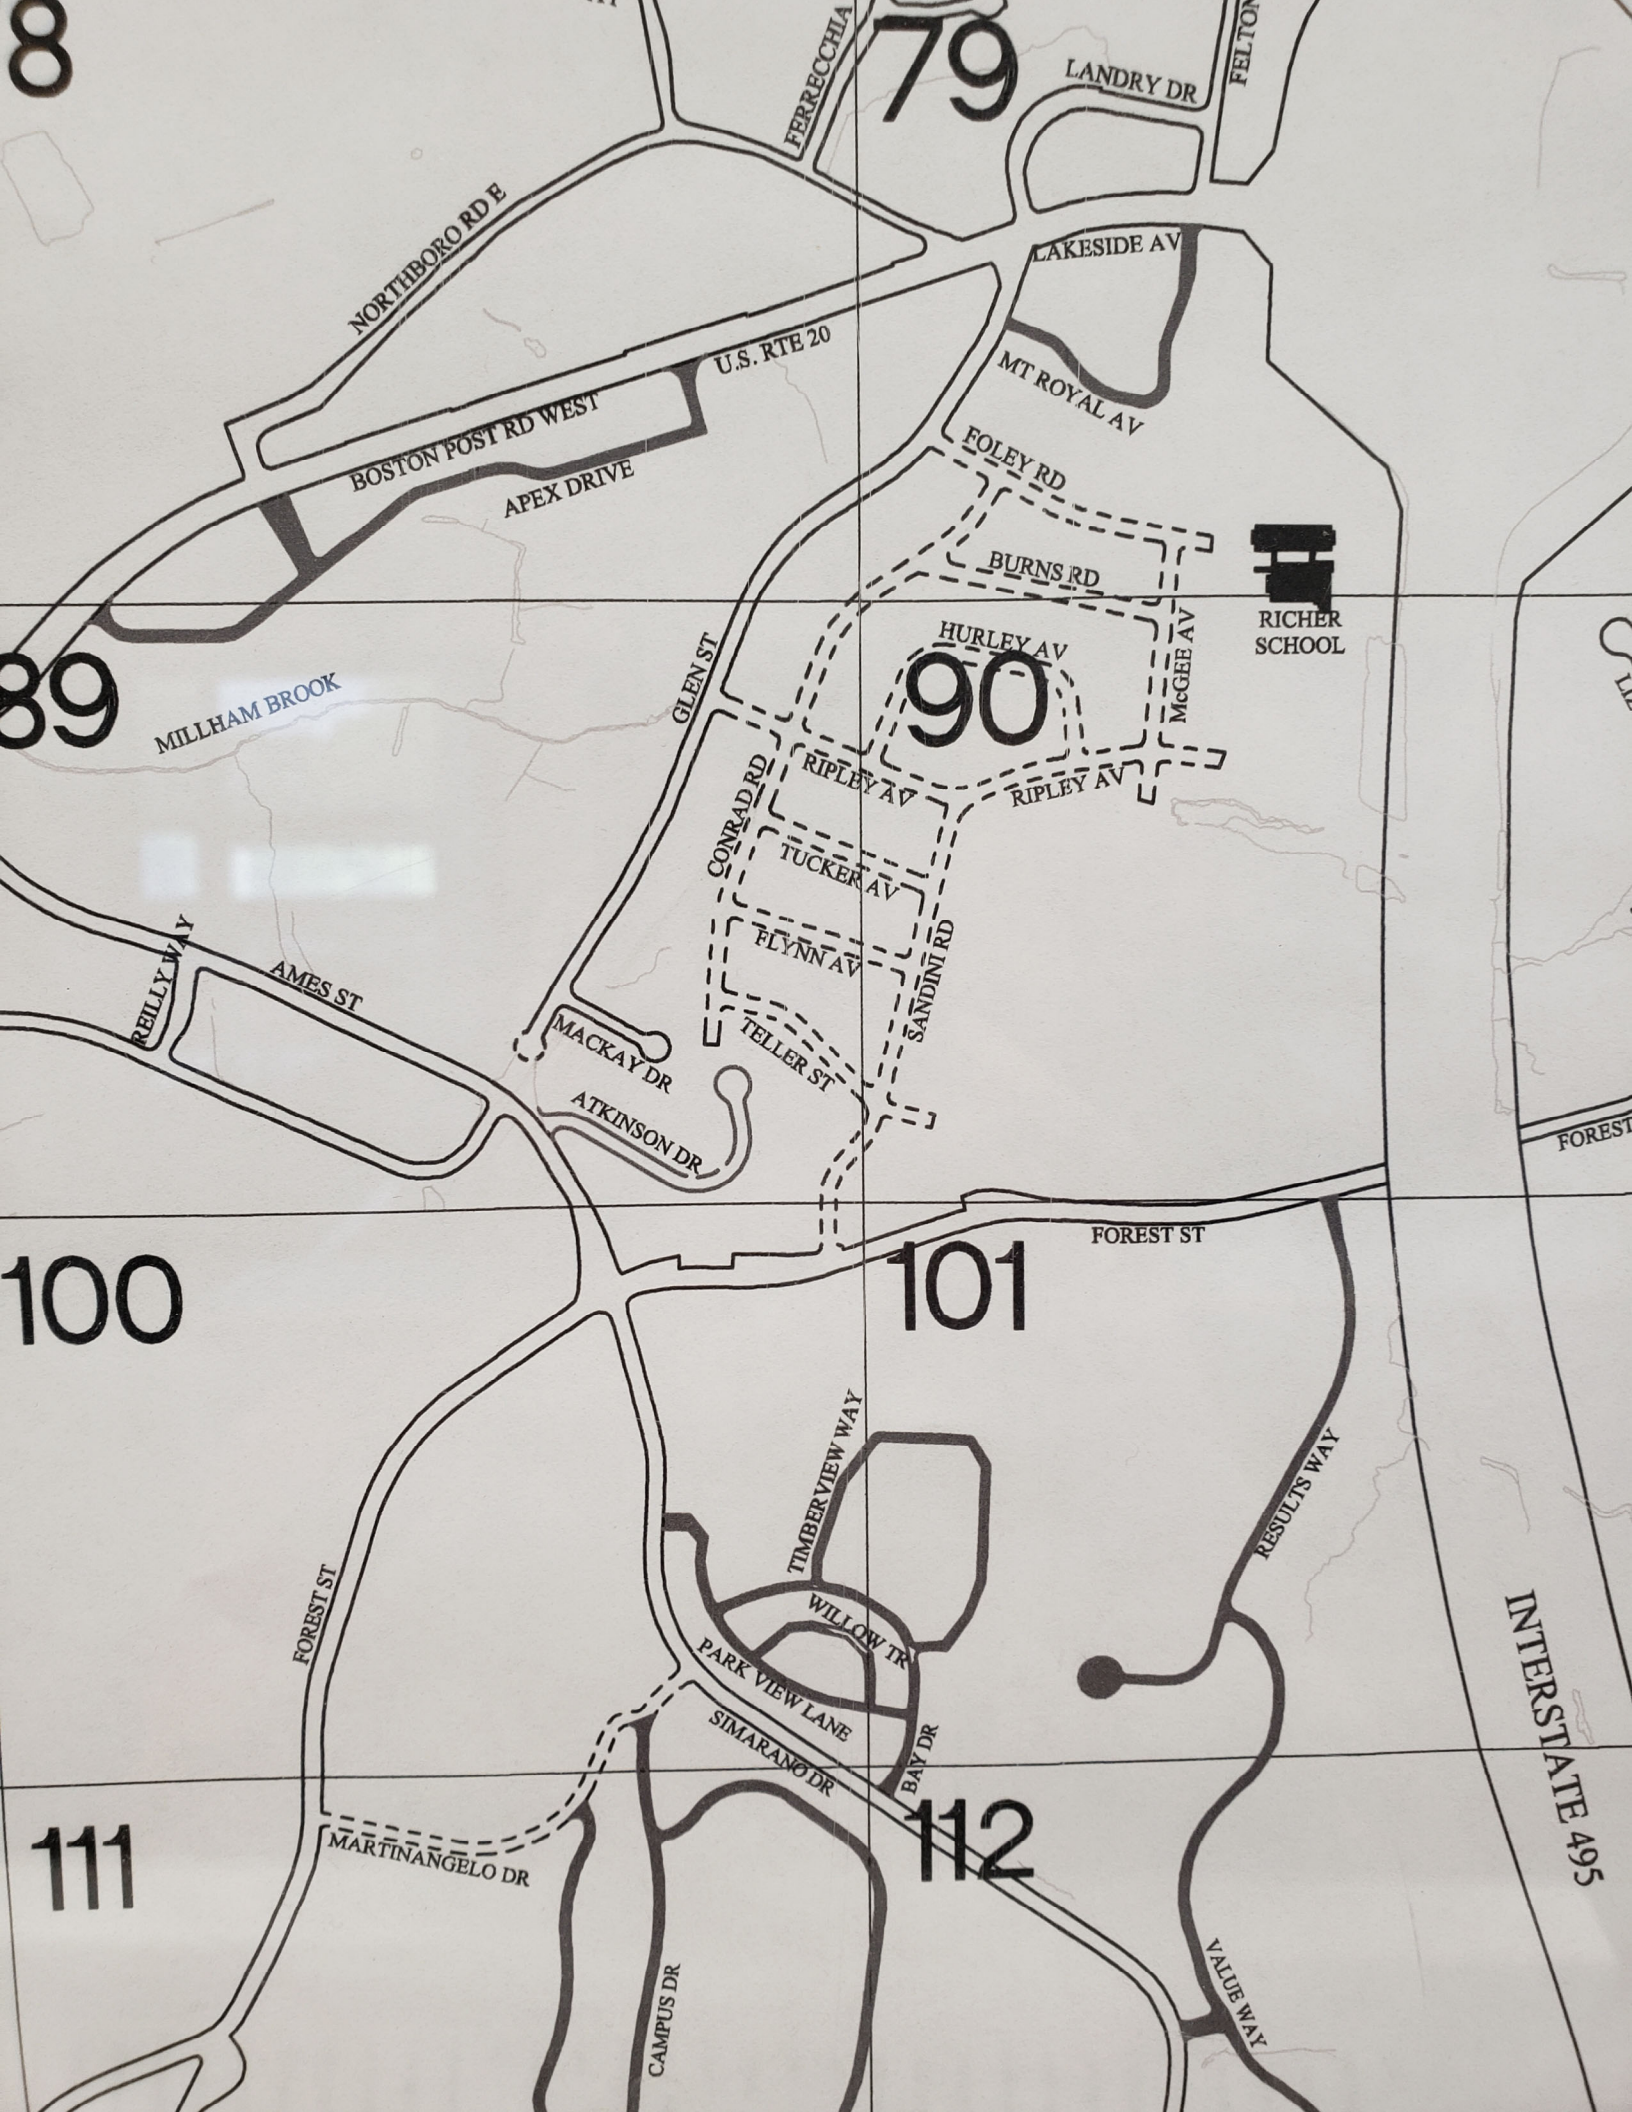 8
79
FERRECCHIA
LANDRY DR
FELTON
NORTHBORO RD E
LAKESIDE AV
U.S. RTE 20
MT ROYAL AV
BOSTON POST RD WEST
APEX DRIVE
FOLEY RD
BURNS RD
RICHER
SCHOOL
HURLEY AV
McGEE AV
GLEN ST
89
90
MILLHAM BROOK
RIPLEY AV
RIPLEY AV
CONRAD RD
TUCKER AV
FLYNN AV
SANDINI RD
REILLY WAY
AMES ST
MACKAY DR
TELLER ST
ATKINSON DR
FOREST
FOREST ST
100
101
TIMBERVIEW WAY
RESULTS WAY
FOREST ST
WILLOW TR
PARK VIEW LANE
SIMARANO DR
BAY DR
INTERSTATE 495
111
112
MARTINANGELO DR
CAMPUS DR
VALUE WAY